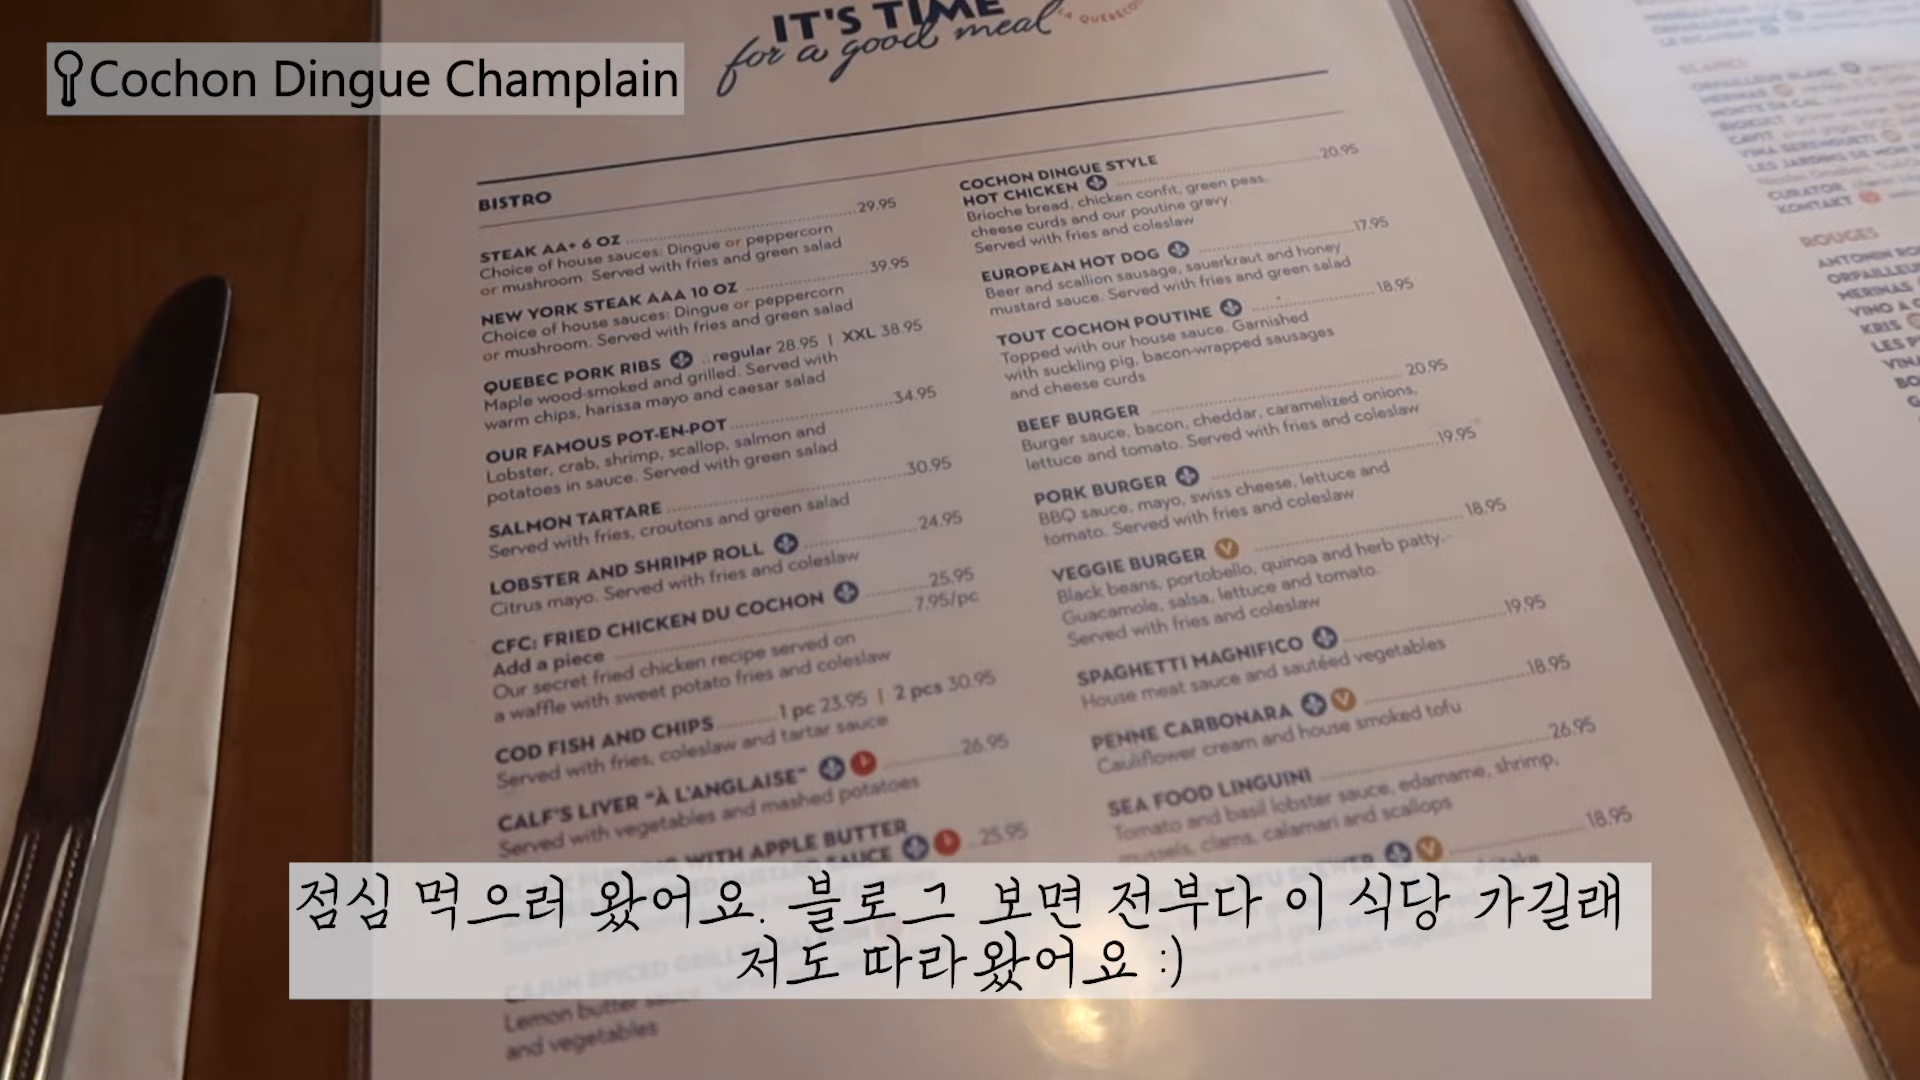 Cochon Dingue Champlain
IT'S TIME
for a good meal
BISTRO
STEAK AA+ 6 OZ 29.95
Choice of house sauces: Dingue or peppercorn
or mushroom. Served with fries and green salad
NEW YORK STEAK AAA 10 OZ 39.95
Choice of house sauces: Dingue or peppercorn
or mushroom. Served with fries and green salad
QUEBEC PORK RIBS regular 28.95 | XXL 38.95
Maple wood-smoked and grilled. Served with
warm chips, harissa mayo and caesar salad
OUR FAMOUS POT-EN-POT 34.95
Lobster, crab, shrimp, scallop, salmon and
potatoes in sauce. Served with green salad
SALMON TARTARE 30.95
Served with fries, croutons and green salad
LOBSTER AND SHRIMP ROLL 24.95
Citrus mayo. Served with fries and coleslaw
CFC: FRIED CHICKEN DU COCHON 25.95
Add a piece 7.95/pc
Our secret fried chicken recipe served on
a waffle with sweet potato fries and coleslaw
COD FISH AND CHIPS 1 pc 23.95 | 2 pcs 30.95
Served with fries, coleslaw and tartar sauce
CALF'S LIVER "À L'ANGLAISE" 26.95
Served with vegetables and mashed potatoes
WITH APPLE BUTTER
SAUCE 25.95
Lemon butter
and vegetables
COCHON DINGUE STYLE
HOT CHICKEN 20.95
Brioche bread, chicken confit, green peas,
cheese curds and our poutine gravy.
Served with fries and coleslaw
EUROPEAN HOT DOG 17.95
Beer and scallion sausage, sauerkraut and honey
mustard sauce. Served with fries and green salad
TOUT COCHON POUTINE 18.95
Topped with our house sauce. Garnished
with suckling pig, bacon-wrapped sausages
and cheese curds
BEEF BURGER 20.95
Burger sauce, bacon, cheddar, caramelized onions,
lettuce and tomato. Served with fries and coleslaw
PORK BURGER 19.95
BBQ sauce, mayo, swiss cheese, lettuce and
tomato. Served with fries and coleslaw
VEGGIE BURGER V 18.95
Black beans, portobello, quinoa and herb patty.
Guacamole, salsa, lettuce and tomato.
Served with fries and coleslaw
SPAGHETTI MAGNIFICO 19.95
House meat sauce and sautéed vegetables
PENNE CARBONARA V 18.95
Cauliflower cream and house smoked tofu
SEA FOOD LINGUINI 26.95
Tomato and basil lobster sauce, edamame, shrimp,
mussels, clams, calamari and scallops
V 18.95
ROUGES
KRIS
점심 먹으러 왔어요. 블로그 보면 전부다 이 식당 가길래
저도 따라왔어요 :)